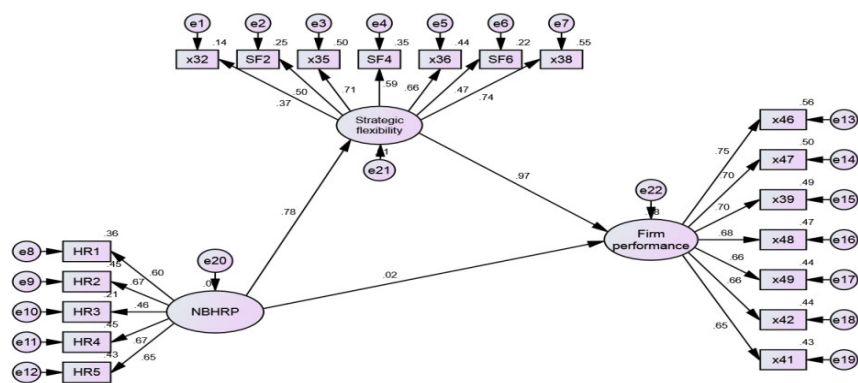 e1 e2 e3 e4 e5 e6 e7
.14 .25 .50 .35 .44 .22 .55
x32 SF2 x35 SF4 x36 SF6 x38
.37 .50 .71 .59 .66 .47 .74
Strategic
flexibility
e21
.78
.97
.02
e8 HR1 .36
e9 HR2 .45
e10 HR3 .21
e11 HR4 .45
e12 HR5 .43
.60
.67
.46
.67
.65
e20
NBHRP
e22
Firm
performance
.75
.70
.70
.68
.66
.66
.65
.56
x46 e13
.50
x47 e14
.49
x39 e15
.47
x48 e16
.44
x49 e17
.44
x42 e18
.43
x41 e19